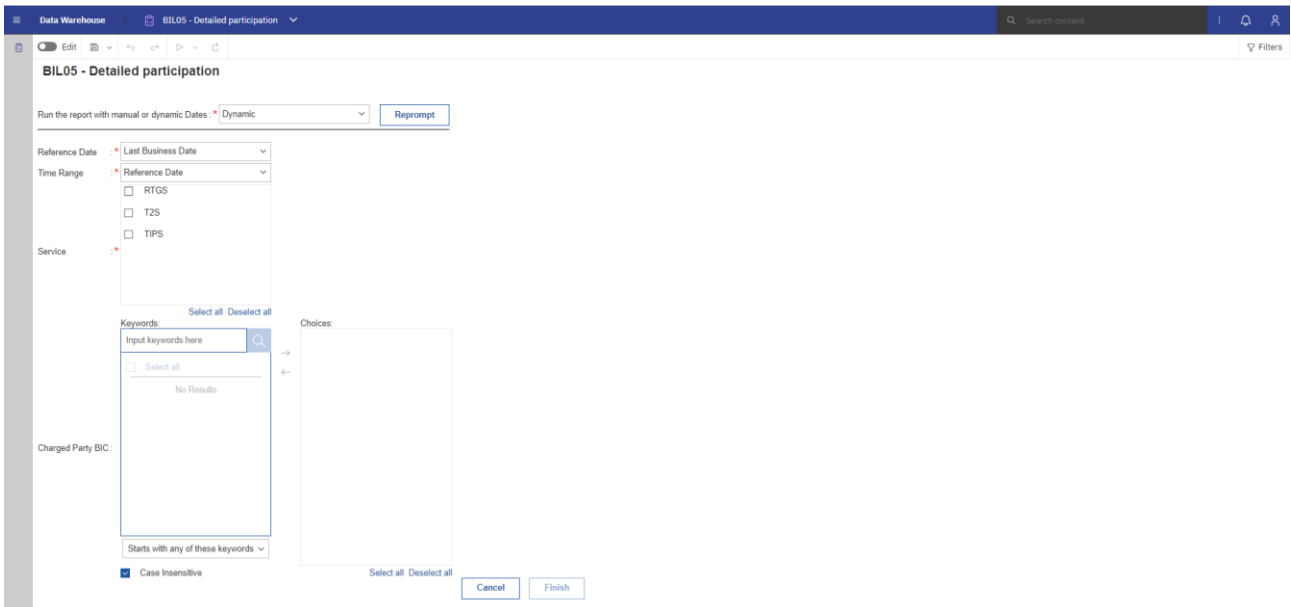 Data Warehouse BIL05 - Detailed participation Search content
Edit Filters
BIL05 - Detailed participation
Run the report with manual or dynamic Dates : * Dynamic Reprompt
Reference Date : * Last Business Date
Time Range : * Reference Date
RTGS
T2S
TIPS
Service : *
Select all Deselect all
Keywords: Choices:
Input keywords here
Select all
No Results
Charged Party BIC :
Starts with any of these keywords
Case Insensitive Select all Deselect all
Cancel Finish